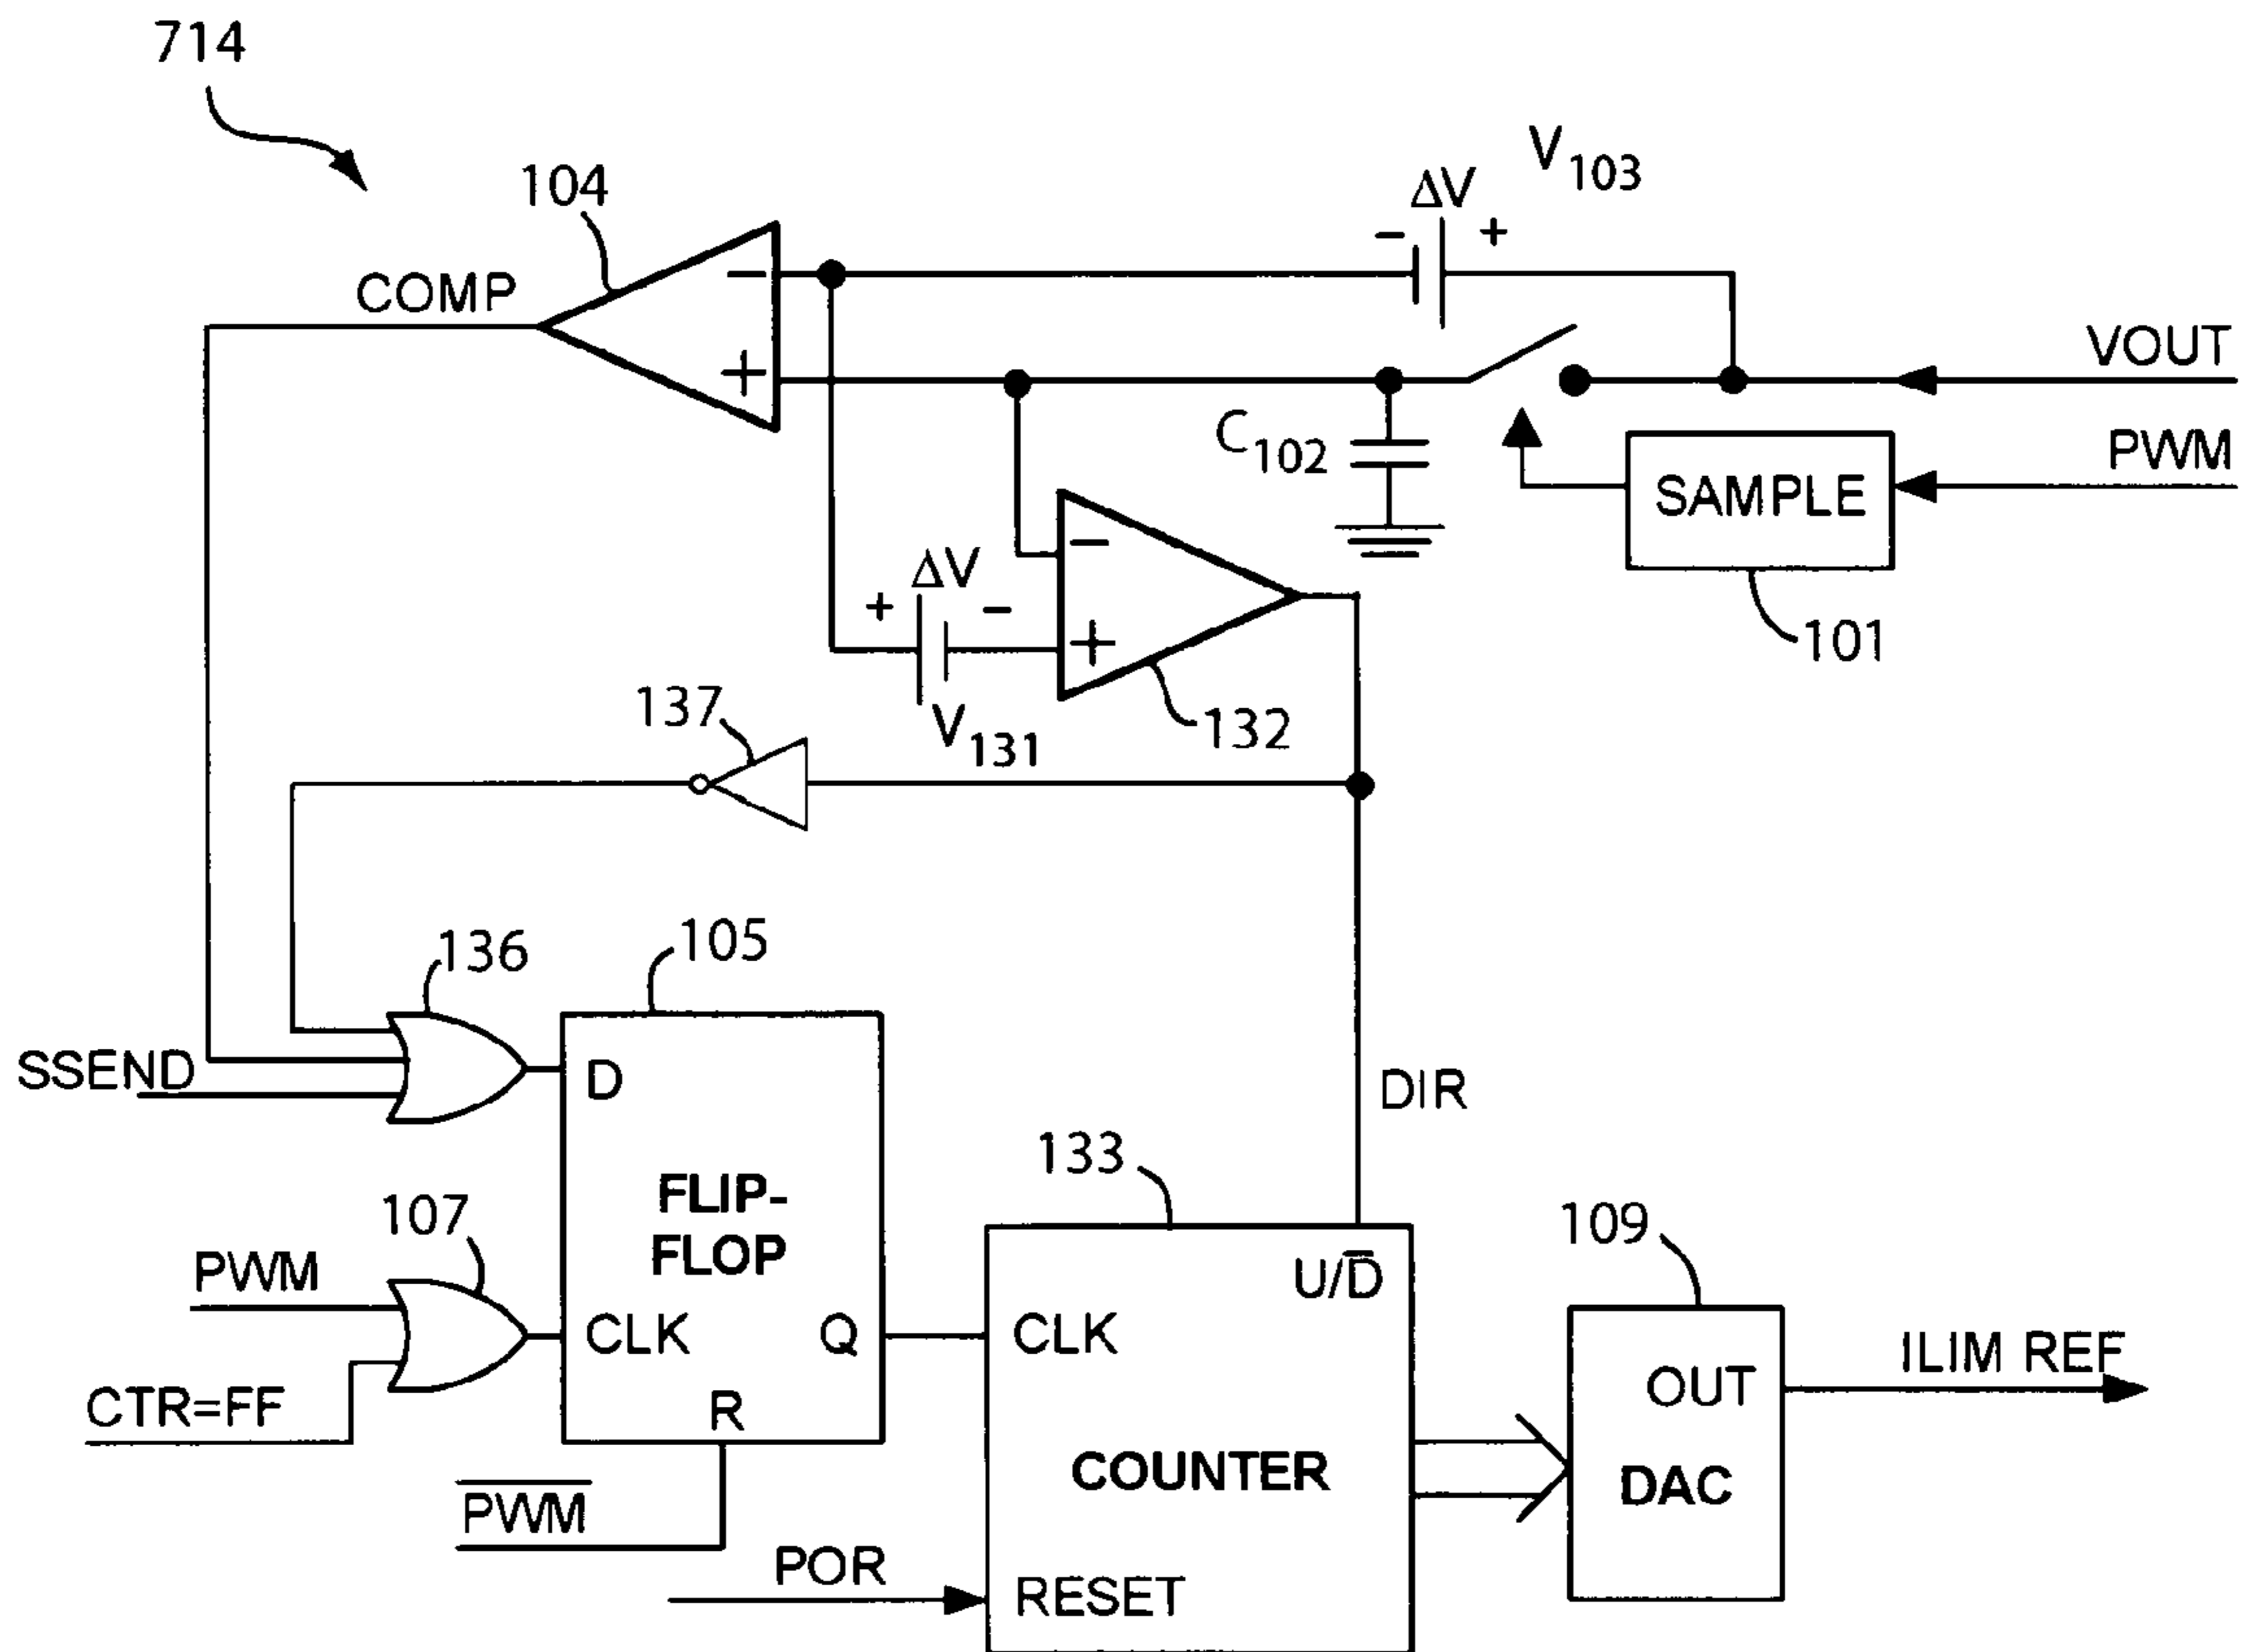 714
104
COMP
−
+
ΔV
− +
V103
VOUT
PWM
C102
SAMPLE
101
ΔV
+ −
V131
−
+
132
137
136
105
SSEND
D
FLIP-
FLOP
107
PWM
CTR=FF
CLK
Q
R
P̅W̅M̅
DIR
133
U/D̅
CLK
COUNTER
POR
RESET
109
OUT
DAC
ILIM REF